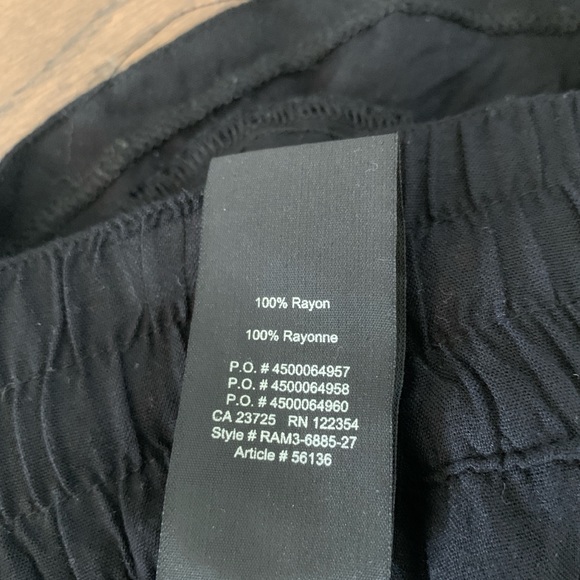 100% Rayon
100% Rayonne
P.O. # 4500064957
P.O. # 4500064958
P.O. # 4500064960
CA 23725 RN 122354
Style # RAM3-6885-27
Article # 56136